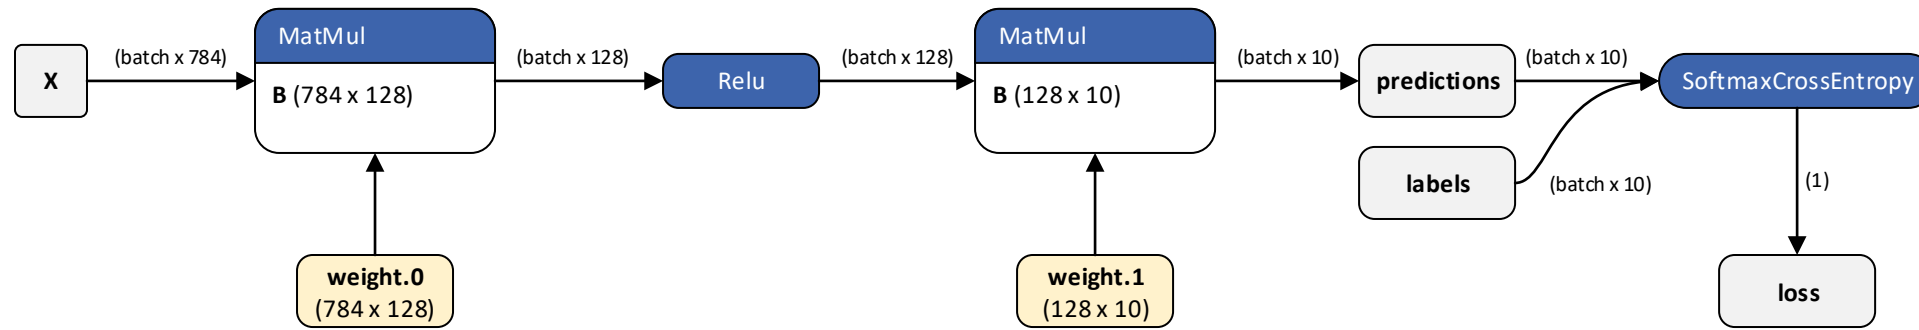 X
(batch x 784)
MatMul
B (784 x 128)
weight.0
(784 x 128)
(batch x 128)
Relu
(batch x 128)
MatMul
B (128 x 10)
weight.1
(128 x 10)
(batch x 10)
predictions
(batch x 10)
labels
(batch x 10)
SoftmaxCrossEntropy
(1)
loss